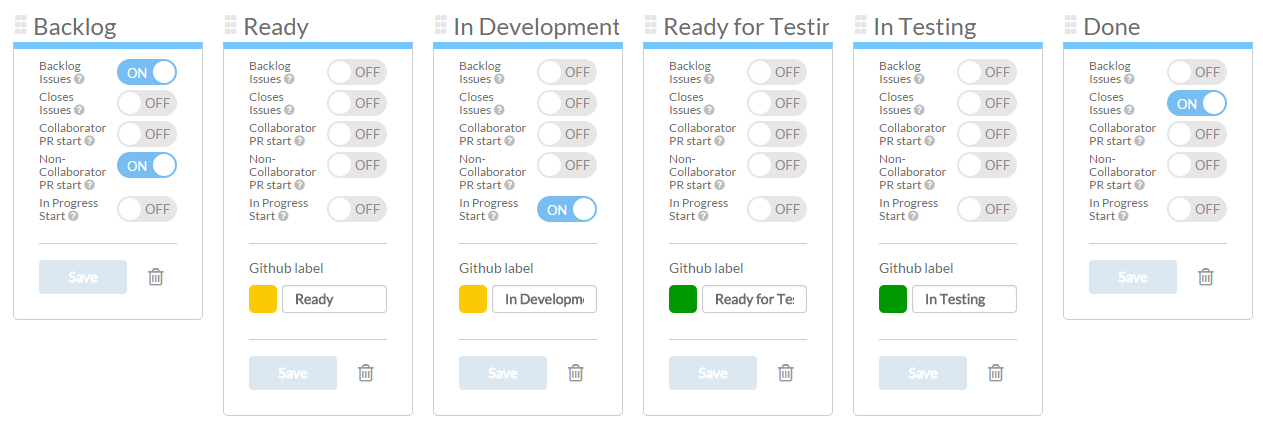 Backlog
Backlog
Issues ?
ON
Closes
Issues ?
OFF
Collaborator
PR start ?
OFF
Non-
Collaborator
PR start ?
ON
In Progress
Start ?
OFF
Save
Ready
Backlog
Issues ?
OFF
Closes
Issues ?
OFF
Collaborator
PR start ?
OFF
Non-
Collaborator
PR start ?
OFF
In Progress
Start ?
OFF
Github label
Ready
Save
In Development
Backlog
Issues ?
OFF
Closes
Issues ?
OFF
Collaborator
PR start ?
OFF
Non-
Collaborator
PR start ?
OFF
In Progress
Start ?
ON
Github label
In Developm
Save
Ready for Testin
Backlog
Issues ?
OFF
Closes
Issues ?
OFF
Collaborator
PR start ?
OFF
Non-
Collaborator
PR start ?
OFF
In Progress
Start ?
OFF
Github label
Ready for Tes
Save
In Testing
Backlog
Issues ?
OFF
Closes
Issues ?
OFF
Collaborator
PR start ?
OFF
Non-
Collaborator
PR start ?
OFF
In Progress
Start ?
OFF
Github label
In Testing
Save
Done
Backlog
Issues ?
OFF
Closes
Issues ?
ON
Collaborator
PR start ?
OFF
Non-
Collaborator
PR start ?
OFF
In Progress
Start ?
OFF
Save